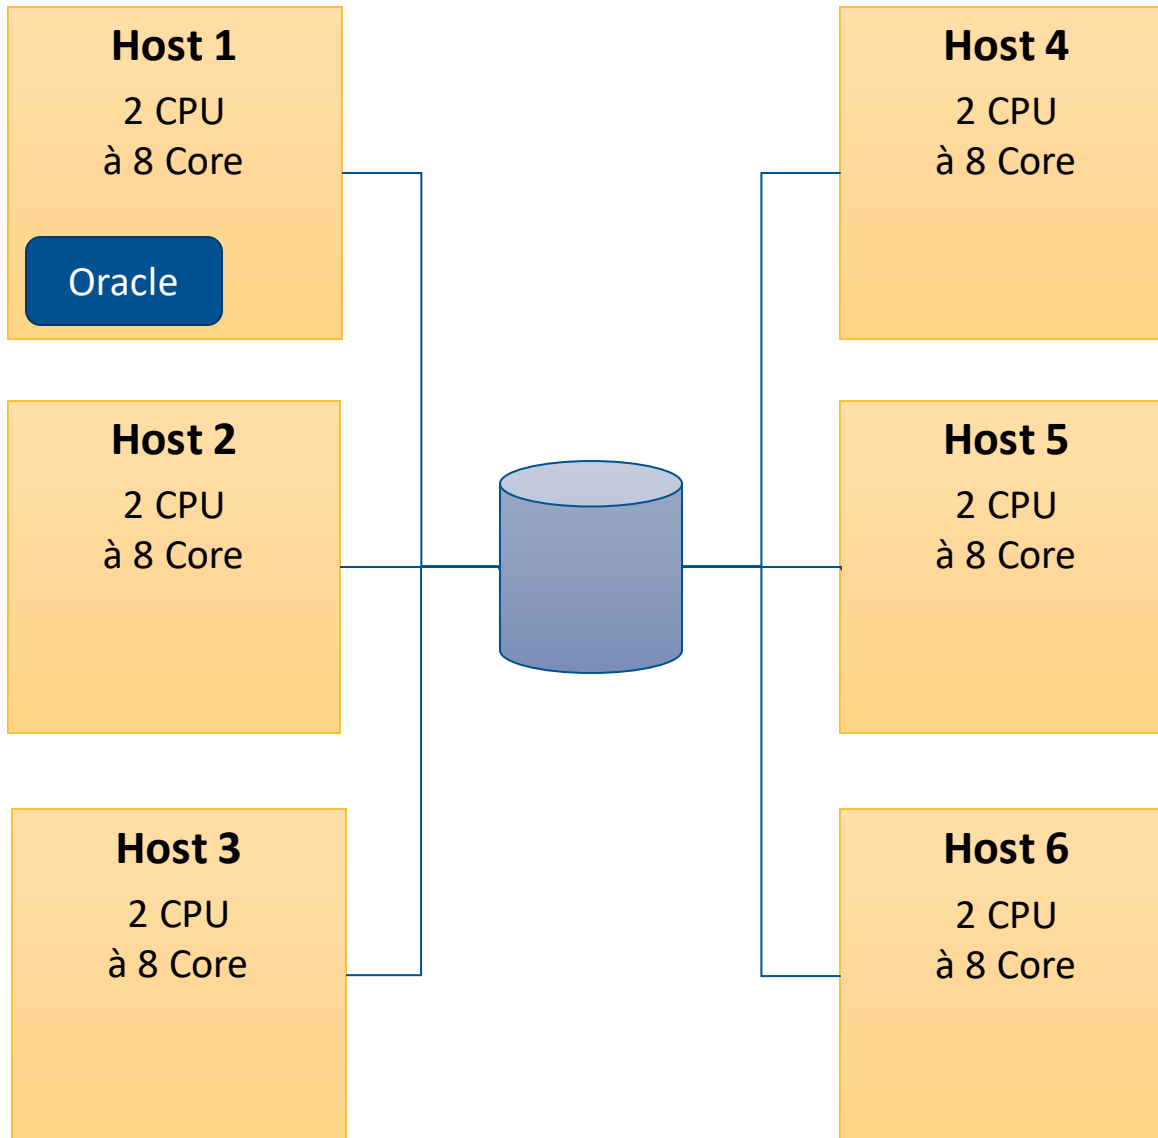 Host 1
2 CPU
à 8 Core
Oracle
Host 2
2 CPU
à 8 Core
Host 3
2 CPU
à 8 Core
Host 4
2 CPU
à 8 Core
Host 5
2 CPU
à 8 Core
Host 6
2 CPU
à 8 Core